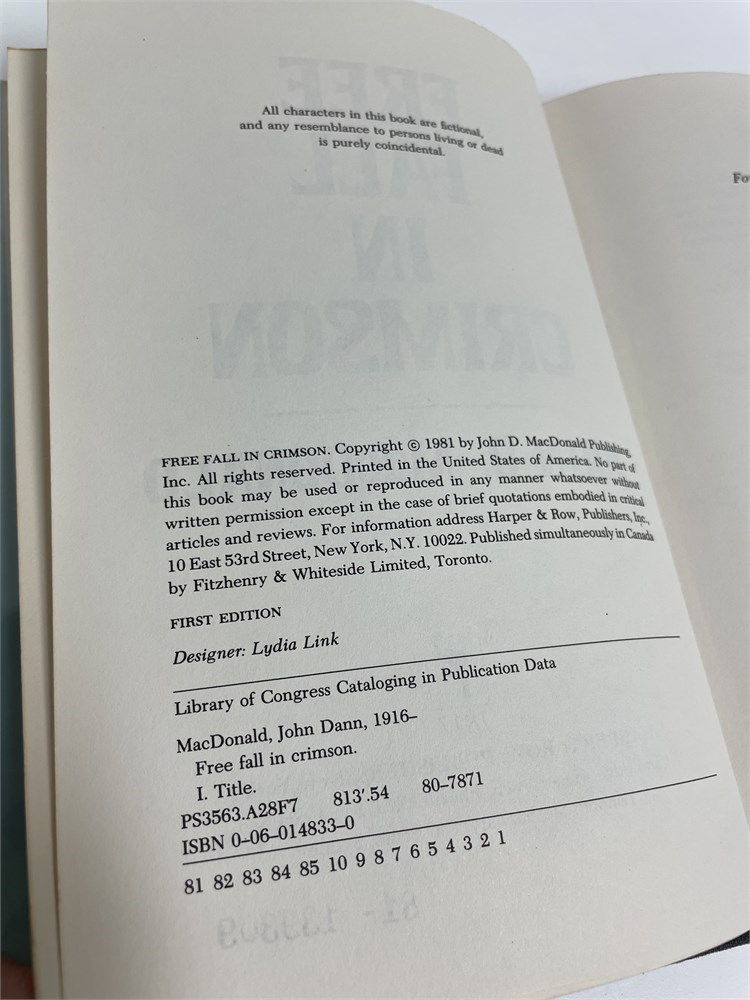 All characters in this book are fictional,
and any resemblance to persons living or dead
is purely coincidental.
Fo
FREE FALL IN CRIMSON. Copyright © 1981 by John D. MacDonald Publishing,
Inc. All rights reserved. Printed in the United States of America. No part of
this book may be used or reproduced in any manner whatsoever without
written permission except in the case of brief quotations embodied in critical
articles and reviews. For information address Harper & Row, Publishers, Inc.,
10 East 53rd Street, New York, N.Y. 10022. Published simultaneously in Canada
by Fitzhenry & Whiteside Limited, Toronto.
FIRST EDITION
Designer: Lydia Link
Library of Congress Cataloging in Publication Data
MacDonald, John Dann, 1916–
Free fall in crimson.
I. Title.
PS3563.A28F7 813'.54 80–7871
ISBN 0–06–014833–0
81 82 83 84 85 10 9 8 7 6 5 4 3 2 1